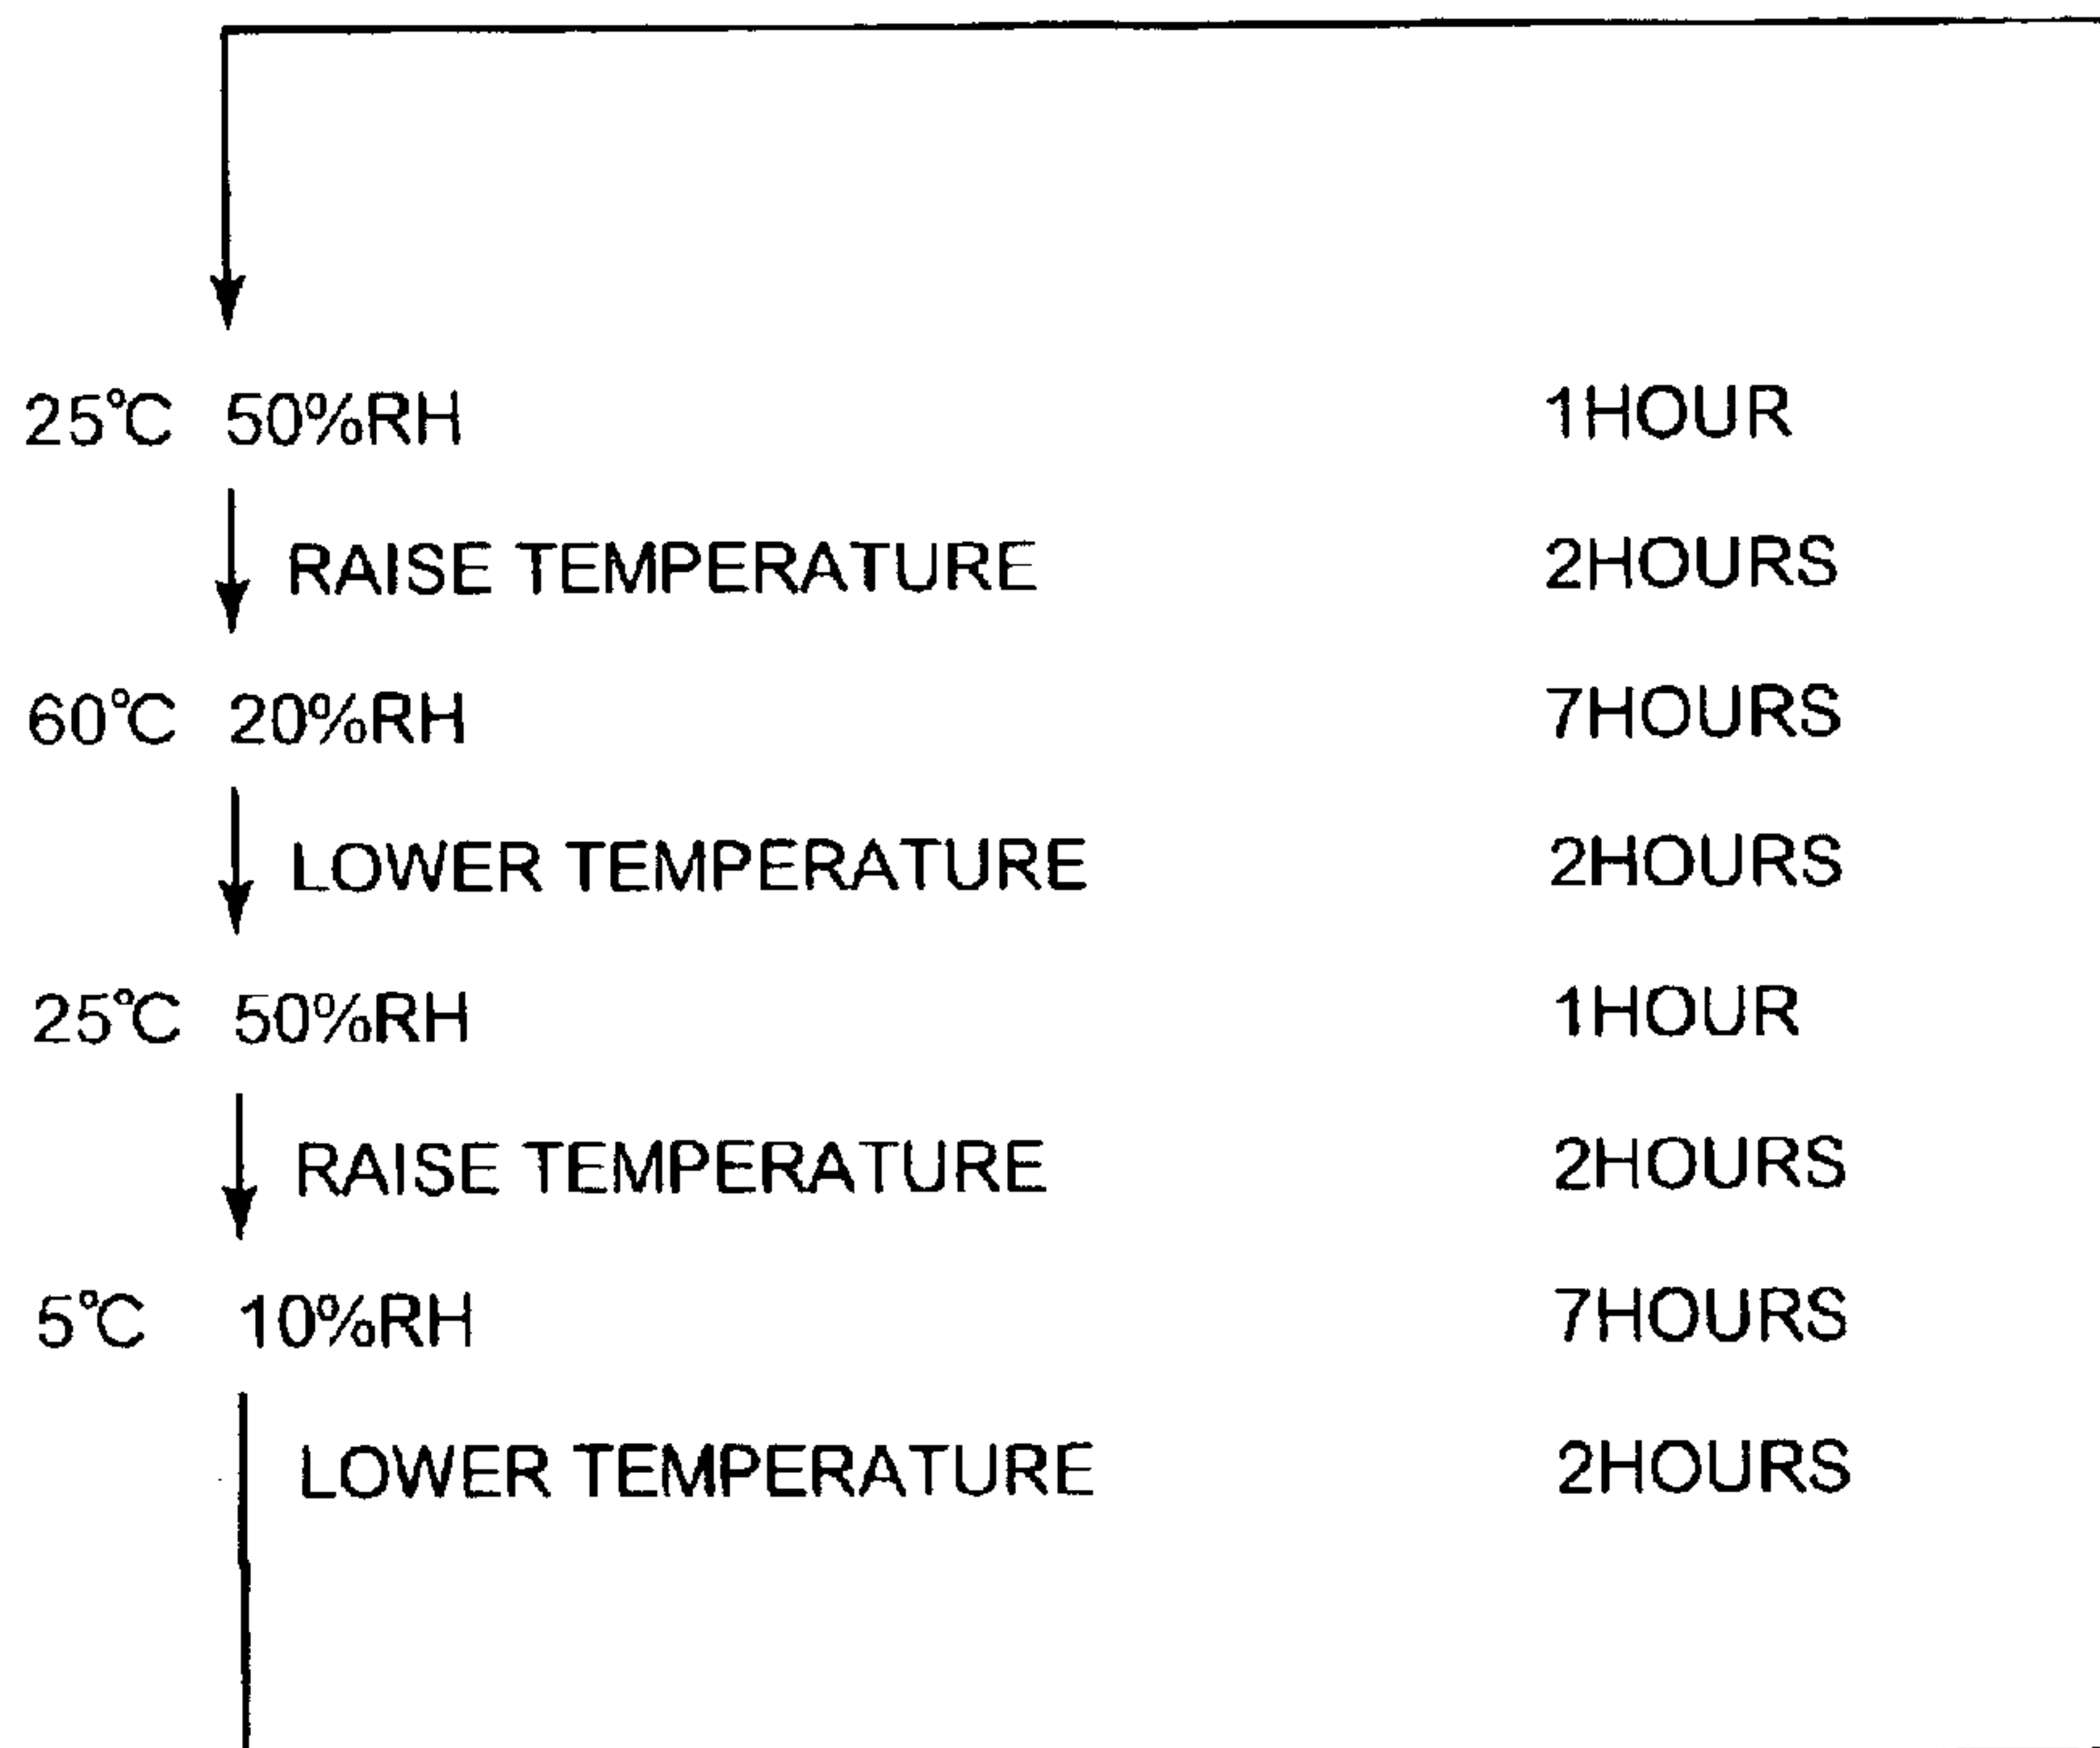 25℃ 50%RH 1HOUR
RAISE TEMPERATURE 2HOURS
60℃ 20%RH 7HOURS
LOWER TEMPERATURE 2HOURS
25℃ 50%RH 1HOUR
RAISE TEMPERATURE 2HOURS
5℃ 10%RH 7HOURS
LOWER TEMPERATURE 2HOURS